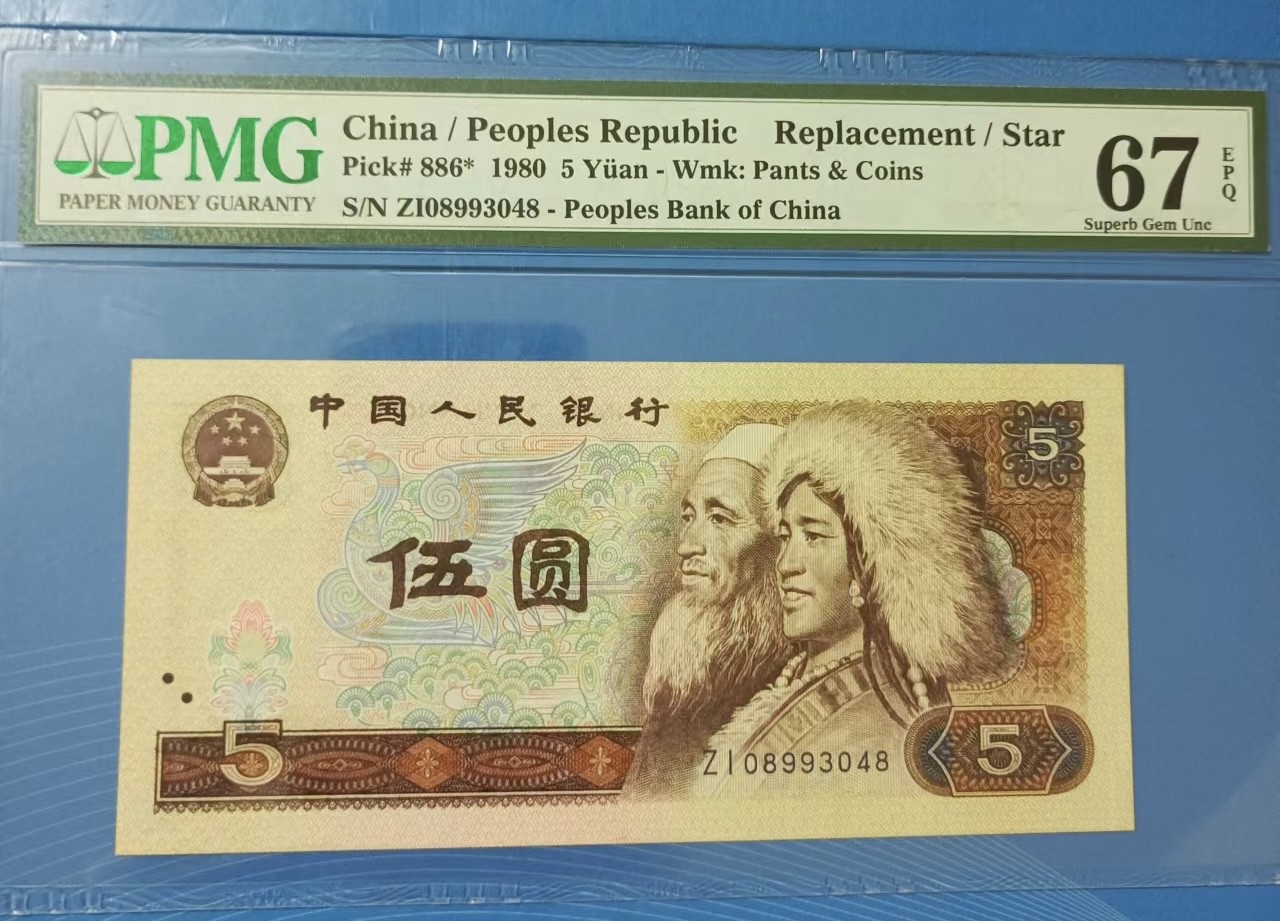 PMG
PAPER MONEY GUARANTY
China / Peoples Republic Replacement / Star
Pick# 886* 1980 5 Yüan - Wmk: Pants & Coins
S/N ZI08993048 - Peoples Bank of China
67
EPQ
Superb Gem Unc
中国人民银行
5
伍圆
5
ZI08993048
5